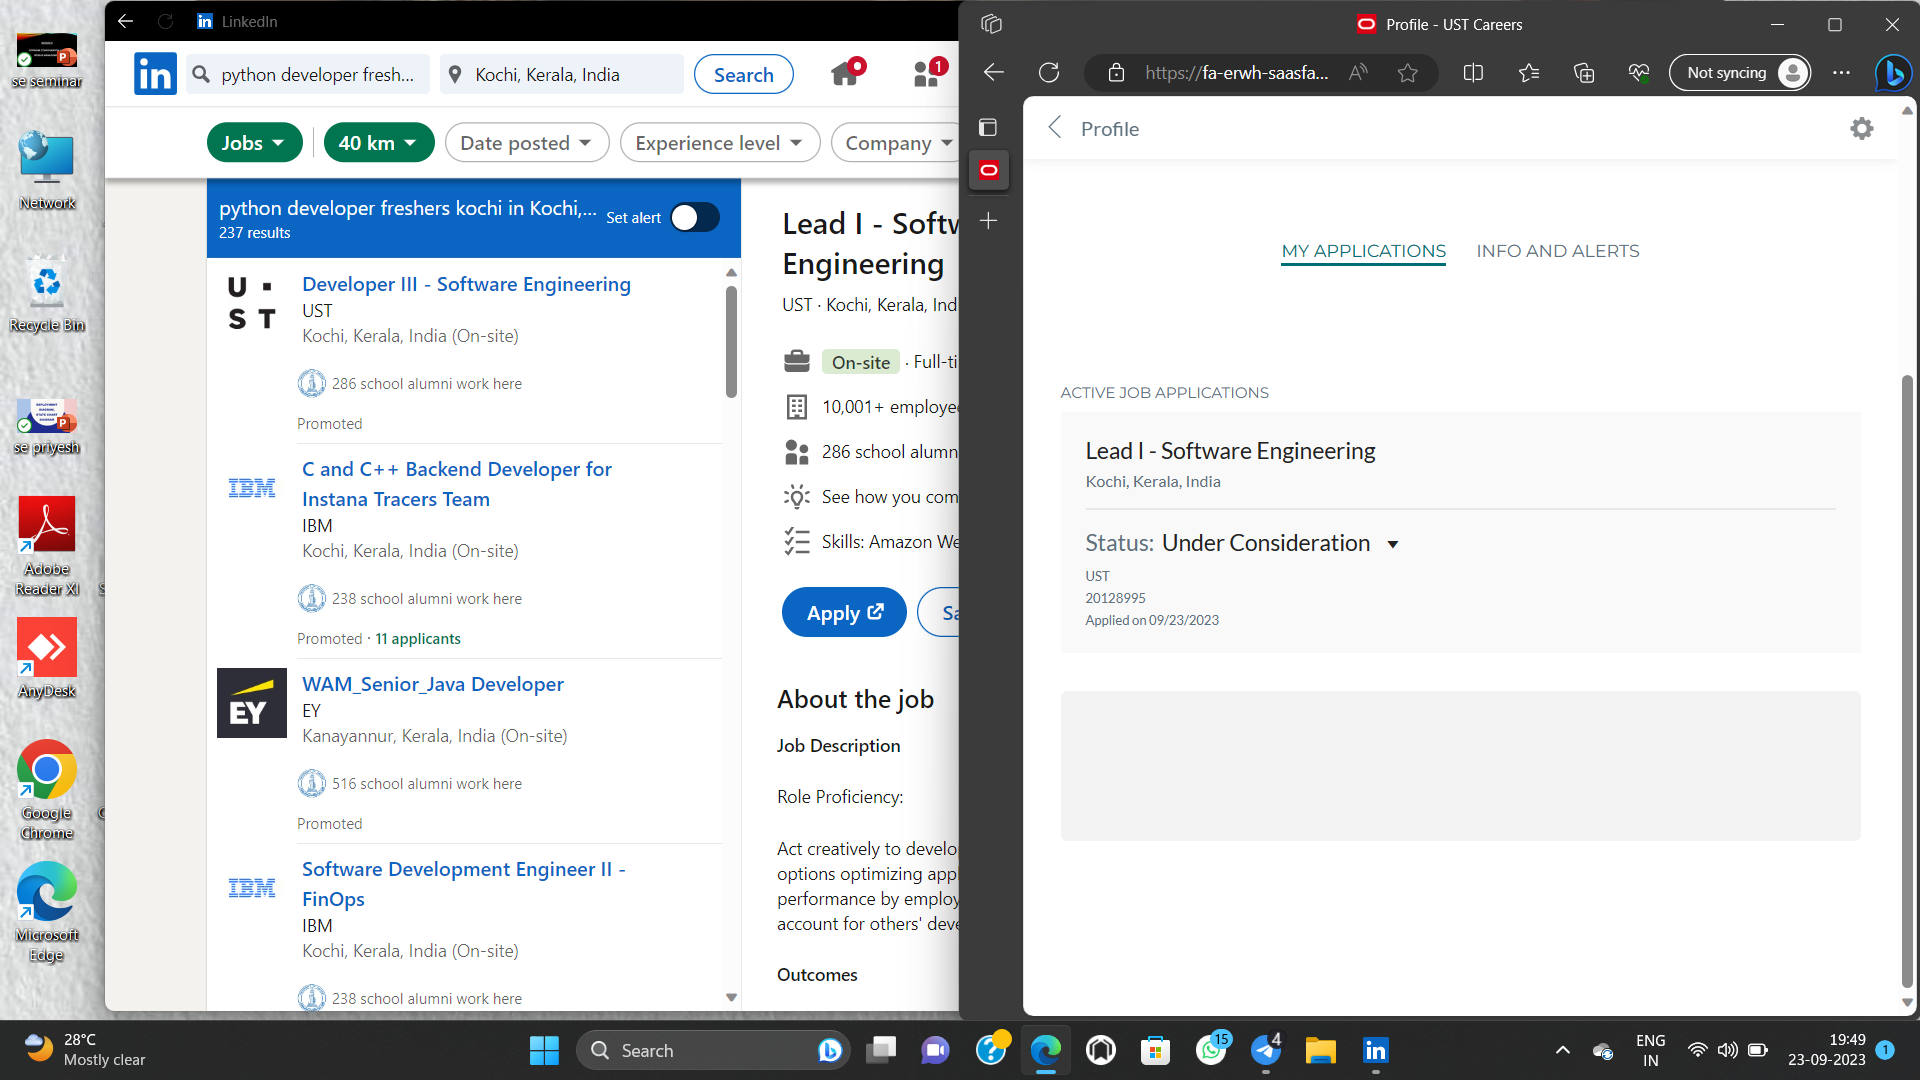 se seminar
Network
Recycle Bin
se priyesh
Adobe
Reader XI
AnyDesk
Google
Chrome
Microsoft
Edge
LinkedIn
in
python developer fresh...
Kochi, Kerala, India
Search
1
Jobs
40 km
Date posted
Experience level
Company
python developer freshers kochi in Kochi,...
237 results
Set alert
U
S T
Developer III - Software Engineering
UST
Kochi, Kerala, India (On-site)
286 school alumni work here
Promoted
IBM
C and C++ Backend Developer for
Instana Tracers Team
IBM
Kochi, Kerala, India (On-site)
238 school alumni work here
Promoted · 11 applicants
EY
WAM_Senior_Java Developer
EY
Kanayannur, Kerala, India (On-site)
516 school alumni work here
Promoted
IBM
Software Development Engineer II -
FinOps
IBM
Kochi, Kerala, India (On-site)
238 school alumni work here
Lead I - Softw
Engineering
UST · Kochi, Kerala, Ind
On-site · Full-ti
10,001+ employe
286 school alumn
See how you com
Skills: Amazon We
Apply
Sa
About the job
Job Description
Role Proficiency:
Act creatively to develo
options optimizing appl
performance by employ
account for others' deve
Outcomes
Profile - UST Careers
https://fa-erwh-saasfa...
Not syncing
Profile
MY APPLICATIONS
INFO AND ALERTS
ACTIVE JOB APPLICATIONS
Lead I - Software Engineering
Kochi, Kerala, India
Status: Under Consideration
UST
20128995
Applied on 09/23/2023
28°C
Mostly clear
Search
15
4
in
ENG
IN
19:49
23-09-2023
1